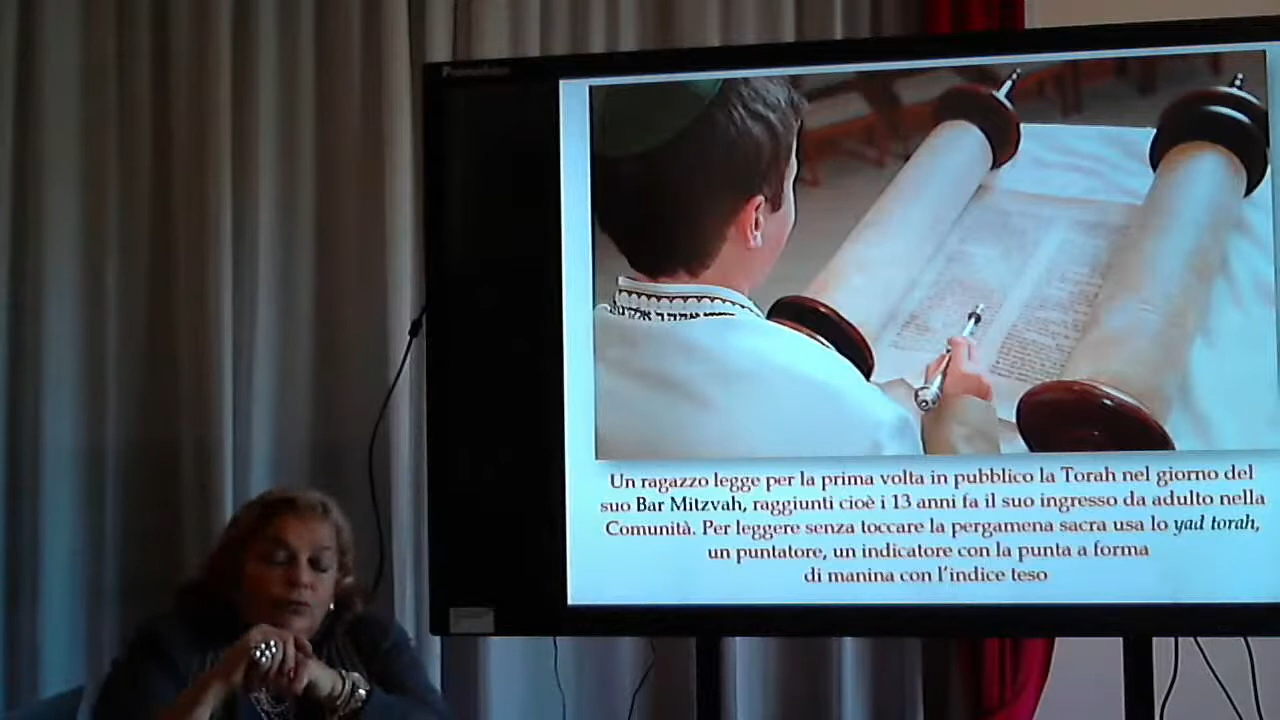 Un ragazzo legge per la prima volta in pubblico la Torah nel giorno del
suo Bar Mitzvah, raggiunti cioè i 13 anni fa il suo ingresso da adulto nella
Comunità. Per leggere senza toccare la pergamena sacra usa lo yad torah,
un puntatore, un indicatore con la punta a forma
di manina con l'indice teso